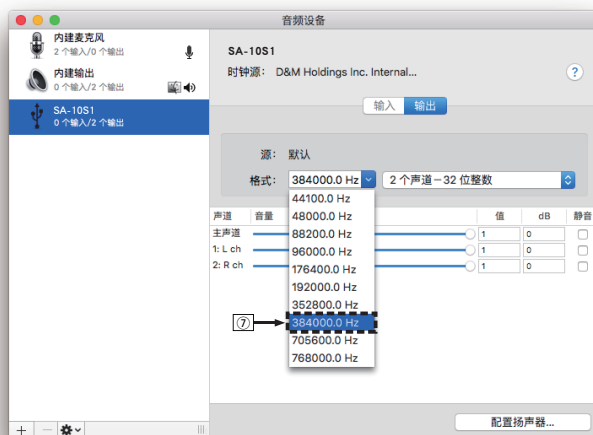 音频设备
内建麦克风
2 个输入/0 个输出
内建输出
0 个输入/2 个输出
SA-10S1
0 个输入/2 个输出
SA-10S1
时钟源: D&M Holdings Inc. Internal...
?
输入 输出
源: 默认
格式: 384000.0 Hz 2 个声道－32 位整数
44100.0 Hz
48000.0 Hz
88200.0 Hz
96000.0 Hz
176400.0 Hz
192000.0 Hz
352800.0 Hz
⑦ 384000.0 Hz
705600.0 Hz
768000.0 Hz
声道 音量 值 dB 静音
主声道 1 0
1: L ch 1 0
2: R ch 1 0
配置扬声器...